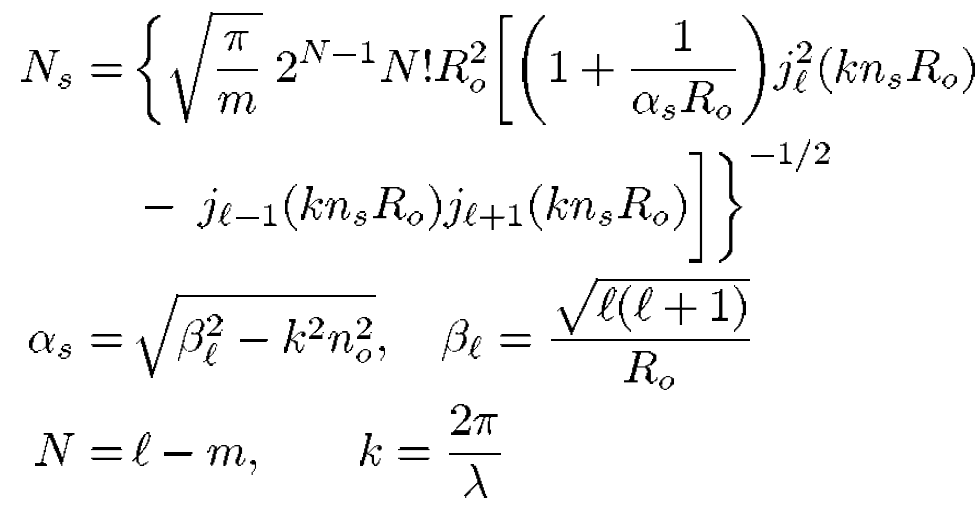 N_s = \left\{ \sqrt{\frac{\pi}{m}} \, 2^{N-1} N! R_o^2 \left[ \left( 1 + \frac{1}{\alpha_s R_o} \right) j_\ell^2(kn_s R_o) \right. \right.
\left. \left. - \; j_{\ell-1}(kn_s R_o) j_{\ell+1}(kn_s R_o) \right] \right\}^{-1/2}
\alpha_s = \sqrt{\beta_\ell^2 - k^2 n_o^2}, \quad \beta_\ell = \frac{\sqrt{\ell(\ell+1)}}{R_o}
N = \ell - m, \quad k = \frac{2\pi}{\lambda}